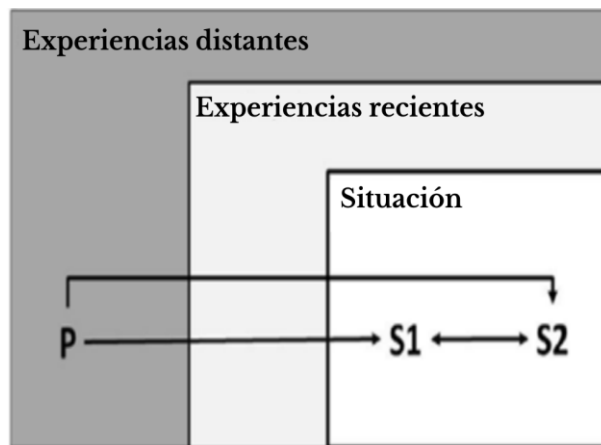 Experiencias distantes
Experiencias recientes
Situación
P S1 S2